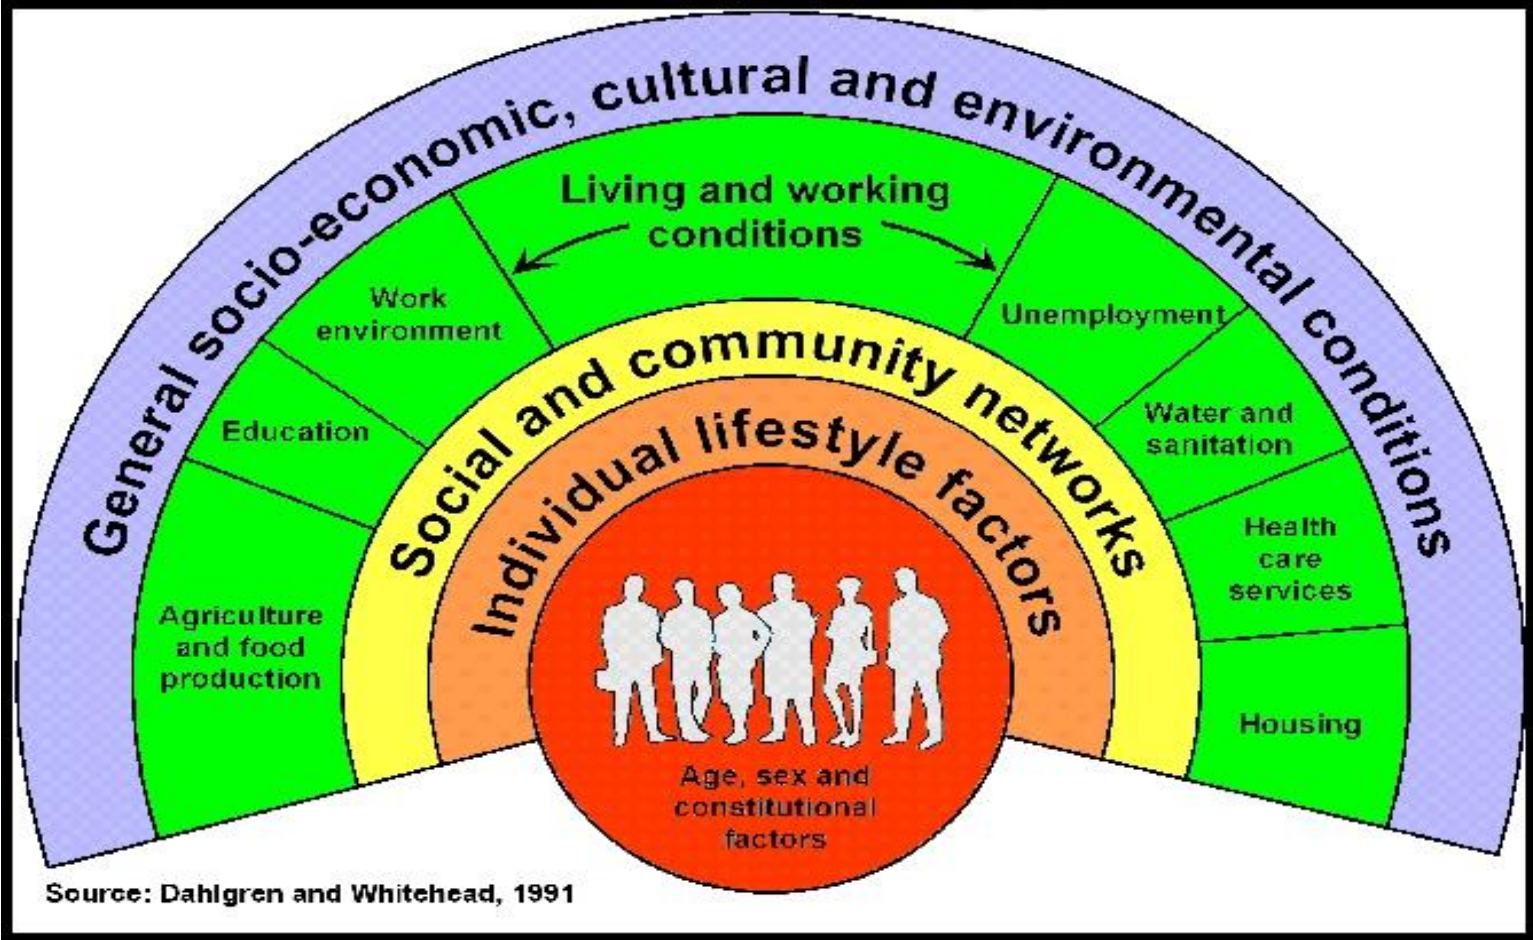 General socio-economic, cultural and environmental conditions
Living and working
conditions
Work
environment
Unemployment
Education
Water and
sanitation
Agriculture
and food
production
Health
care
services
Housing
Social and community networks
Individual lifestyle factors
Age, sex and
constitutional
factors
Source: Dahlgren and Whitehead, 1991